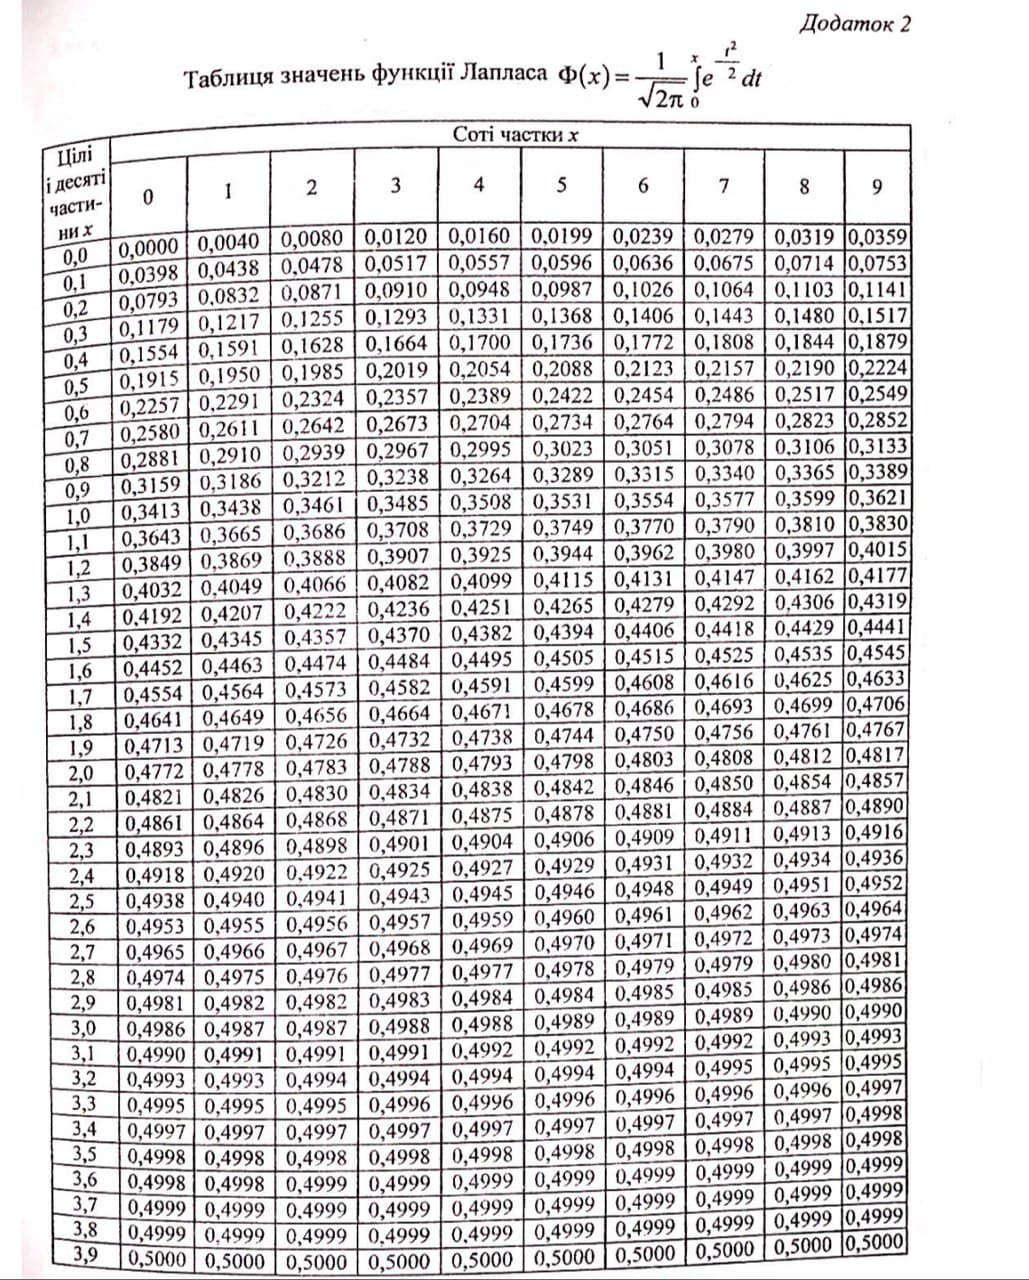 Додаток 2
Таблиця значень функції Лапласа Ф(x) = 1/√2π ∫₀ˣ e^(-t²/2) dt
Цілі і десяті части- ни x | Соті частки x
0 1 2 3 4 5 6 7 8 9
0,0 0,0000 0,0040 0,0080 0,0120 0,0160 0,0199 0,0239 0,0279 0,0319 0,0359
0,1 0,0398 0,0438 0,0478 0,0517 0,0557 0,0596 0,0636 0,0675 0,0714 0,0753
0,2 0,0793 0,0832 0,0871 0,0910 0,0948 0,0987 0,1026 0,1064 0,1103 0,1141
0,3 0,1179 0,1217 0,1255 0,1293 0,1331 0,1368 0,1406 0,1443 0,1480 0,1517
0,4 0,1554 0,1591 0,1628 0,1664 0,1700 0,1736 0,1772 0,1808 0,1844 0,1879
0,5 0,1915 0,1950 0,1985 0,2019 0,2054 0,2088 0,2123 0,2157 0,2190 0,2224
0,6 0,2257 0,2291 0,2324 0,2357 0,2389 0,2422 0,2454 0,2486 0,2517 0,2549
0,7 0,2580 0,2611 0,2642 0,2673 0,2704 0,2734 0,2764 0,2794 0,2823 0,2852
0,8 0,2881 0,2910 0,2939 0,2967 0,2995 0,3023 0,3051 0,3078 0,3106 0,3133
0,9 0,3159 0,3186 0,3212 0,3238 0,3264 0,3289 0,3315 0,3340 0,3365 0,3389
1,0 0,3413 0,3438 0,3461 0,3485 0,3508 0,3531 0,3554 0,3577 0,3599 0,3621
1,1 0,3643 0,3665 0,3686 0,3708 0,3729 0,3749 0,3770 0,3790 0,3810 0,3830
1,2 0,3849 0,3869 0,3888 0,3907 0,3925 0,3944 0,3962 0,3980 0,3997 0,4015
1,3 0,4032 0,4049 0,4066 0,4082 0,4099 0,4115 0,4131 0,4147 0,4162 0,4177
1,4 0,4192 0,4207 0,4222 0,4236 0,4251 0,4265 0,4279 0,4292 0,4306 0,4319
1,5 0,4332 0,4345 0,4357 0,4370 0,4382 0,4394 0,4406 0,4418 0,4429 0,4441
1,6 0,4452 0,4463 0,4474 0,4484 0,4495 0,4505 0,4515 0,4525 0,4535 0,4545
1,7 0,4554 0,4564 0,4573 0,4582 0,4591 0,4599 0,4608 0,4616 0,4625 0,4633
1,8 0,4641 0,4649 0,4656 0,4664 0,4671 0,4678 0,4686 0,4693 0,4699 0,4706
1,9 0,4713 0,4719 0,4726 0,4732 0,4738 0,4744 0,4750 0,4756 0,4761 0,4767
2,0 0,4772 0,4778 0,4783 0,4788 0,4793 0,4798 0,4803 0,4808 0,4812 0,4817
2,1 0,4821 0,4826 0,4830 0,4834 0,4838 0,4842 0,4846 0,4850 0,4854 0,4857
2,2 0,4861 0,4864 0,4868 0,4871 0,4875 0,4878 0,4881 0,4884 0,4887 0,4890
2,3 0,4893 0,4896 0,4898 0,4901 0,4904 0,4906 0,4909 0,4911 0,4913 0,4916
2,4 0,4918 0,4920 0,4922 0,4925 0,4927 0,4929 0,4931 0,4932 0,4934 0,4936
2,5 0,4938 0,4940 0,4941 0,4943 0,4945 0,4946 0,4948 0,4949 0,4951 0,4952
2,6 0,4953 0,4955 0,4956 0,4957 0,4959 0,4960 0,4961 0,4962 0,4963 0,4964
2,7 0,4965 0,4966 0,4967 0,4968 0,4969 0,4970 0,4971 0,4972 0,4973 0,4974
2,8 0,4974 0,4975 0,4976 0,4977 0,4977 0,4978 0,4979 0,4979 0,4980 0,4981
2,9 0,4981 0,4982 0,4982 0,4983 0,4984 0,4984 0,4985 0,4985 0,4986 0,4986
3,0 0,4986 0,4987 0,4987 0,4988 0,4988 0,4989 0,4989 0,4989 0,4990 0,4990
3,1 0,4990 0,4991 0,4991 0,4991 0,4992 0,4992 0,4992 0,4992 0,4993 0,4993
3,2 0,4993 0,4993 0,4994 0,4994 0,4994 0,4994 0,4994 0,4995 0,4995 0,4995
3,3 0,4995 0,4995 0,4995 0,4996 0,4996 0,4996 0,4996 0,4996 0,4996 0,4997
3,4 0,4997 0,4997 0,4997 0,4997 0,4997 0,4997 0,4997 0,4997 0,4997 0,4998
3,5 0,4998 0,4998 0,4998 0,4998 0,4998 0,4998 0,4998 0,4998 0,4998 0,4998
3,6 0,4998 0,4998 0,4999 0,4999 0,4999 0,4999 0,4999 0,4999 0,4999 0,4999
3,7 0,4999 0,4999 0,4999 0,4999 0,4999 0,4999 0,4999 0,4999 0,4999 0,4999
3,8 0,4999 0,4999 0,4999 0,4999 0,4999 0,4999 0,4999 0,4999 0,4999 0,4999
3,9 0,5000 0,5000 0,5000 0,5000 0,5000 0,5000 0,5000 0,5000 0,5000 0,5000